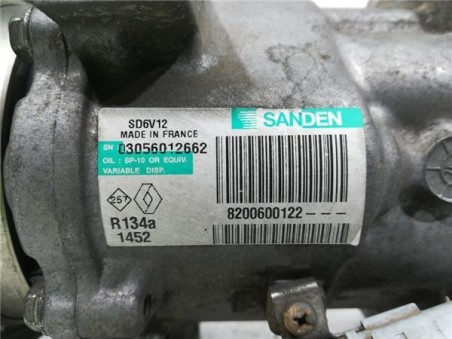 SD6V12
MADE IN FRANCE
SANDEN
SN 03056012662
OIL : SP-10 OR EQUIV.
VARIABLE DISP.
257
R134a
1452
8200600122---